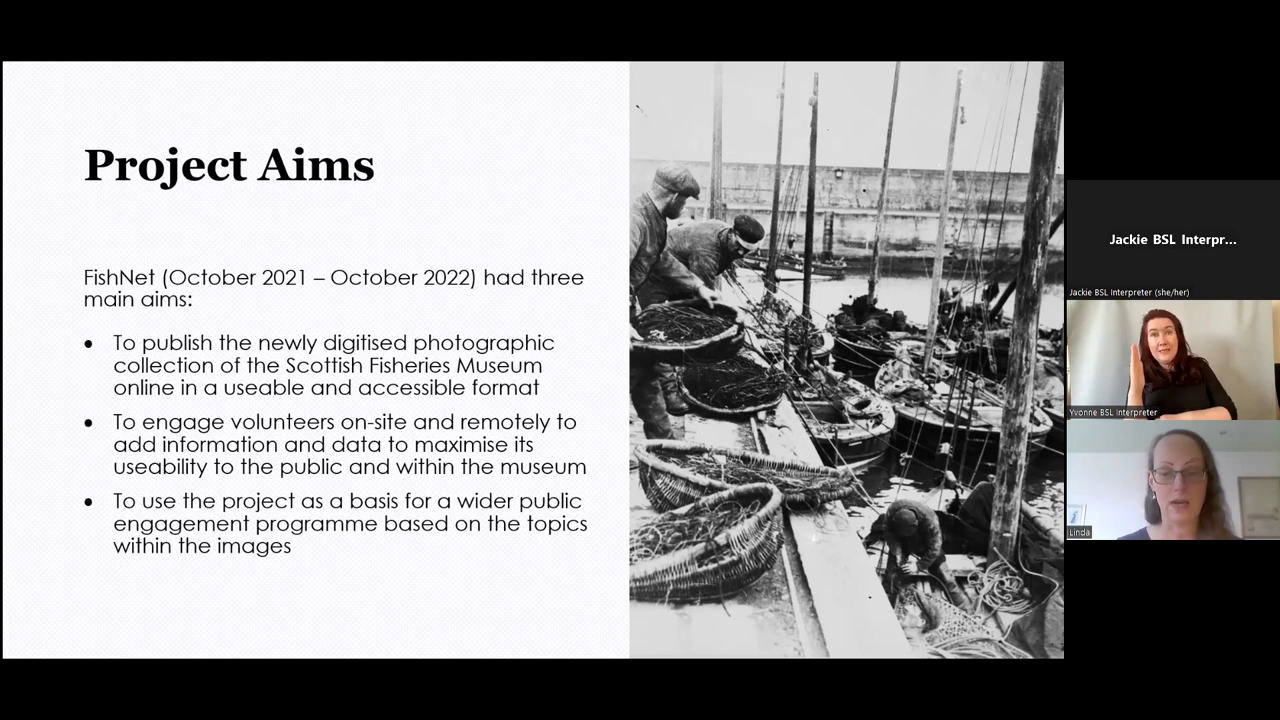 Project Aims
FishNet (October 2021 – October 2022) had three
main aims:
• To publish the newly digitised photographic
collection of the Scottish Fisheries Museum
online in a useable and accessible format
• To engage volunteers on-site and remotely to
add information and data to maximise its
useability to the public and within the museum
• To use the project as a basis for a wider public
engagement programme based on the topics
within the images
Jackie BSL Interpr...
Jackie BSL Interpreter (she/her)
Yvonne BSL Interpreter
Linda